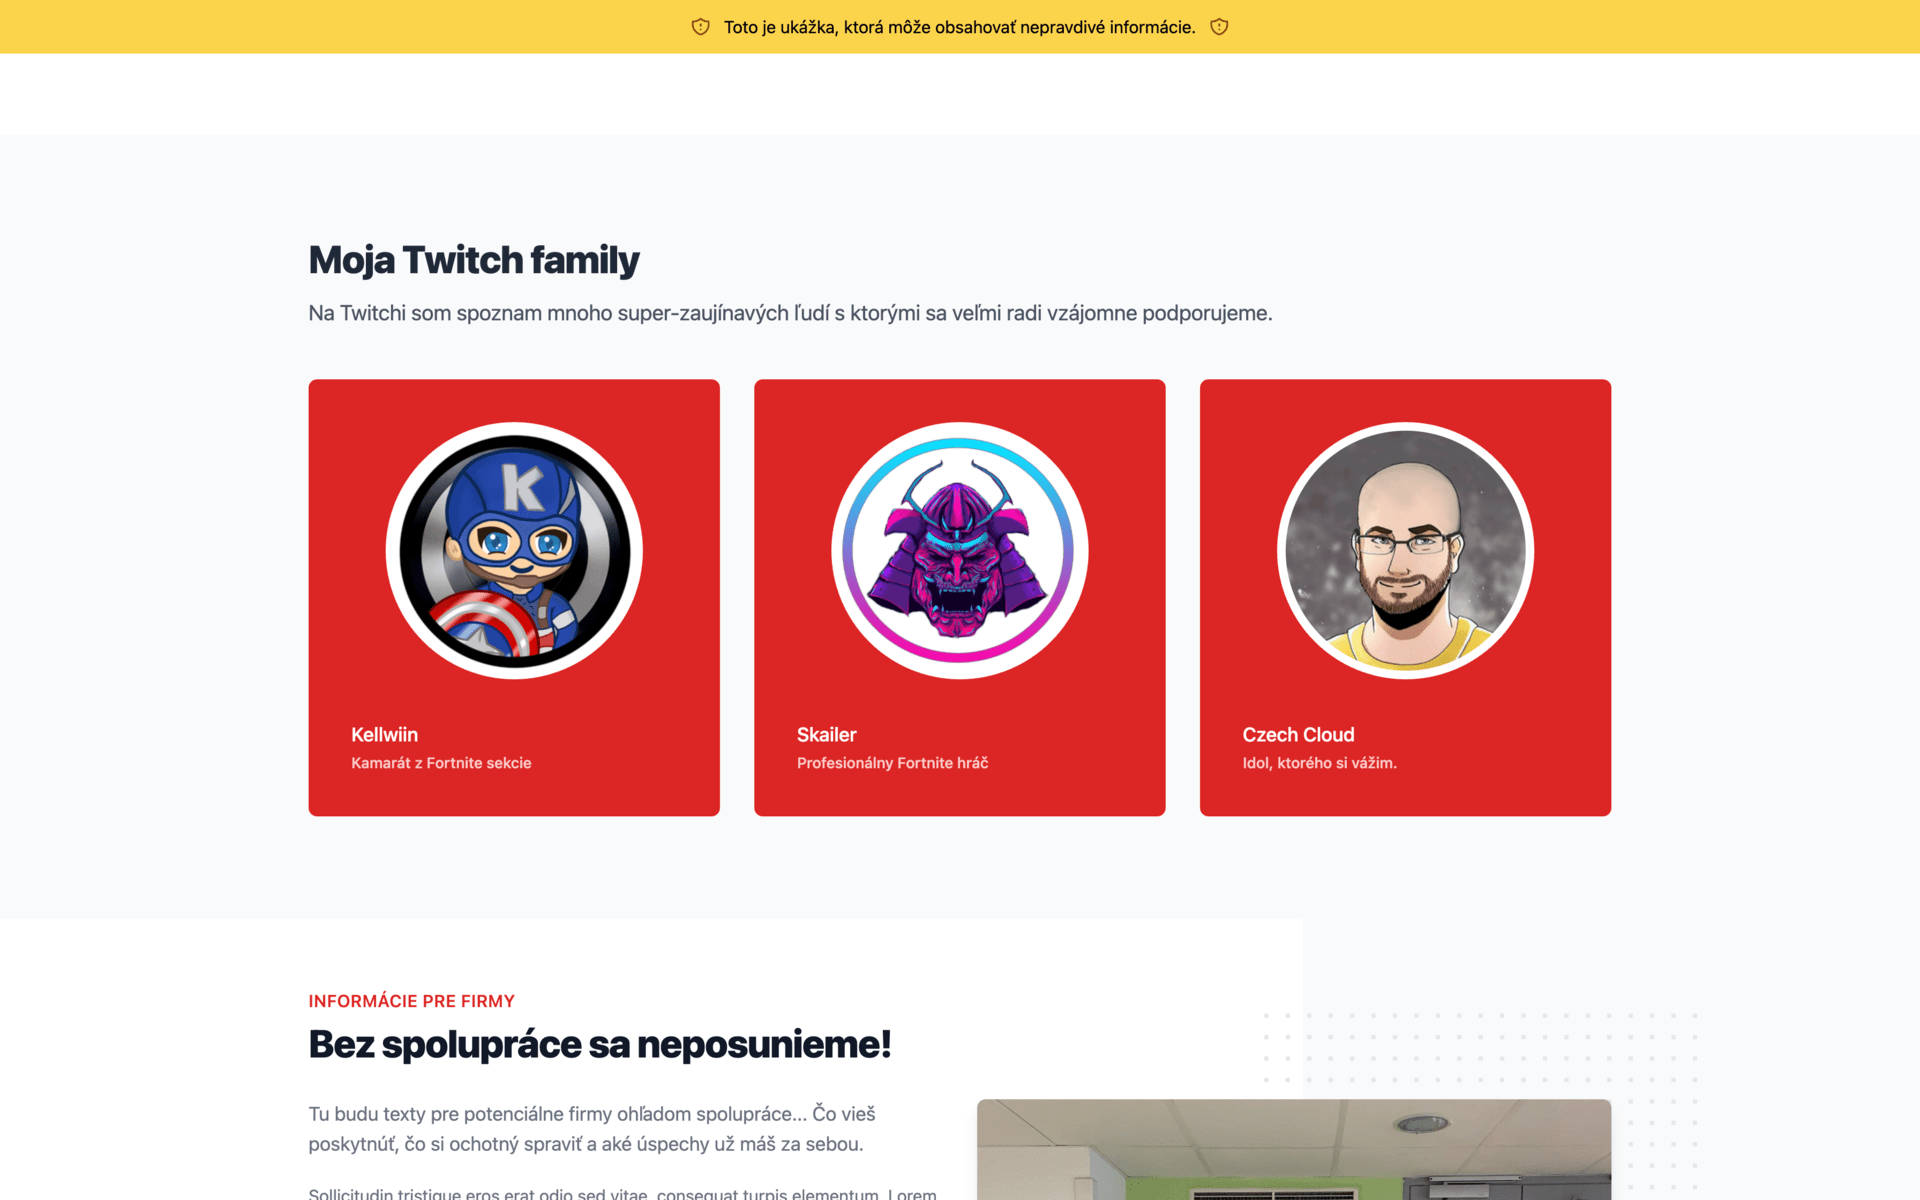 Toto je ukážka, ktorá môže obsahovať nepravdivé informácie.
Moja Twitch family
Na Twitchi som spoznam mnoho super-zaujínavých ľudí s ktorými sa veľmi radi vzájomne podporujeme.
K
Kellwiin
Kamarát z Fortnite sekcie
Skailer
Profesionálny Fortnite hráč
Czech Cloud
Idol, ktorého si vážim.
INFORMÁCIE PRE FIRMY
Bez spolupráce sa neposunieme!
Tu budu texty pre potenciálne firmy ohľadom spolupráce... Čo vieš
poskytnúť, čo si ochotný spraviť a aké úspechy už máš za sebou.
Sollicitudin tristique eros erat odio sed vitae, consequat turpis elementum. Lorem